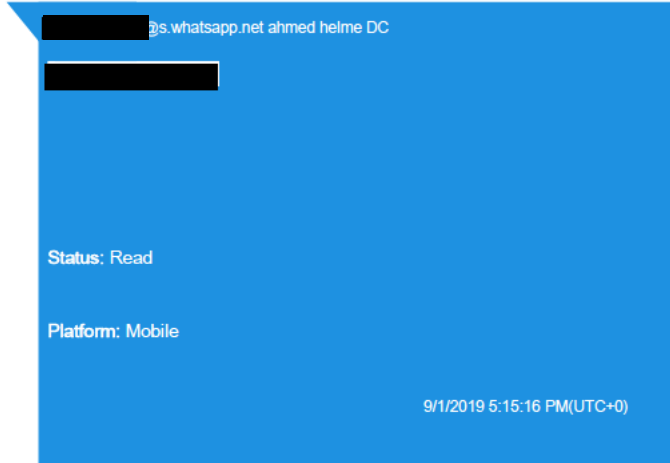 @s.whatsapp.net ahmed helme DC
Status: Read
Platform: Mobile
9/1/2019 5:15:16 PM(UTC+0)